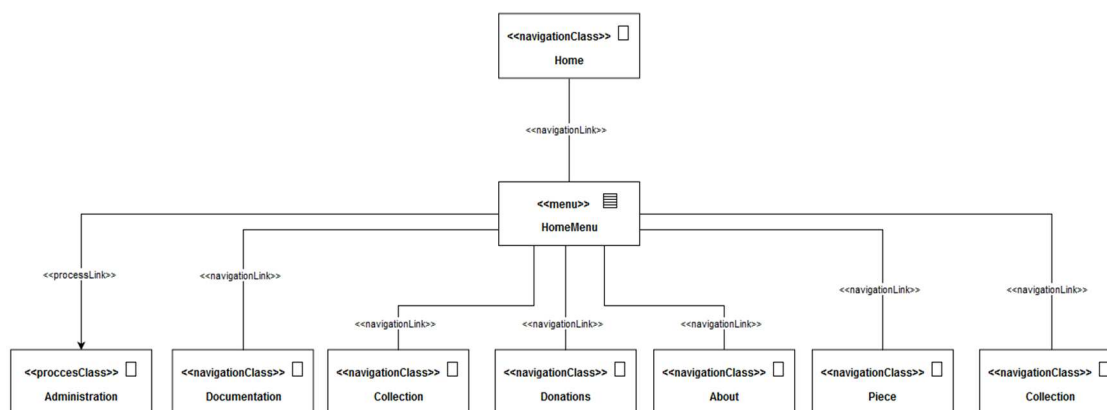 <<navigationClass>>
Home
<<navigationLink>>
<<menu>>
HomeMenu
<<processLink>>
<<navigationLink>>
<<navigationLink>>
<<navigationLink>>
<<navigationLink>>
<<navigationLink>>
<<navigationLink>>
<<proccesClass>>
Administration
<<navigationClass>>
Documentation
<<navigationClass>>
Collection
<<navigationClass>>
Donations
<<navigationClass>>
About
<<navigationClass>>
Piece
<<navigationClass>>
Collection